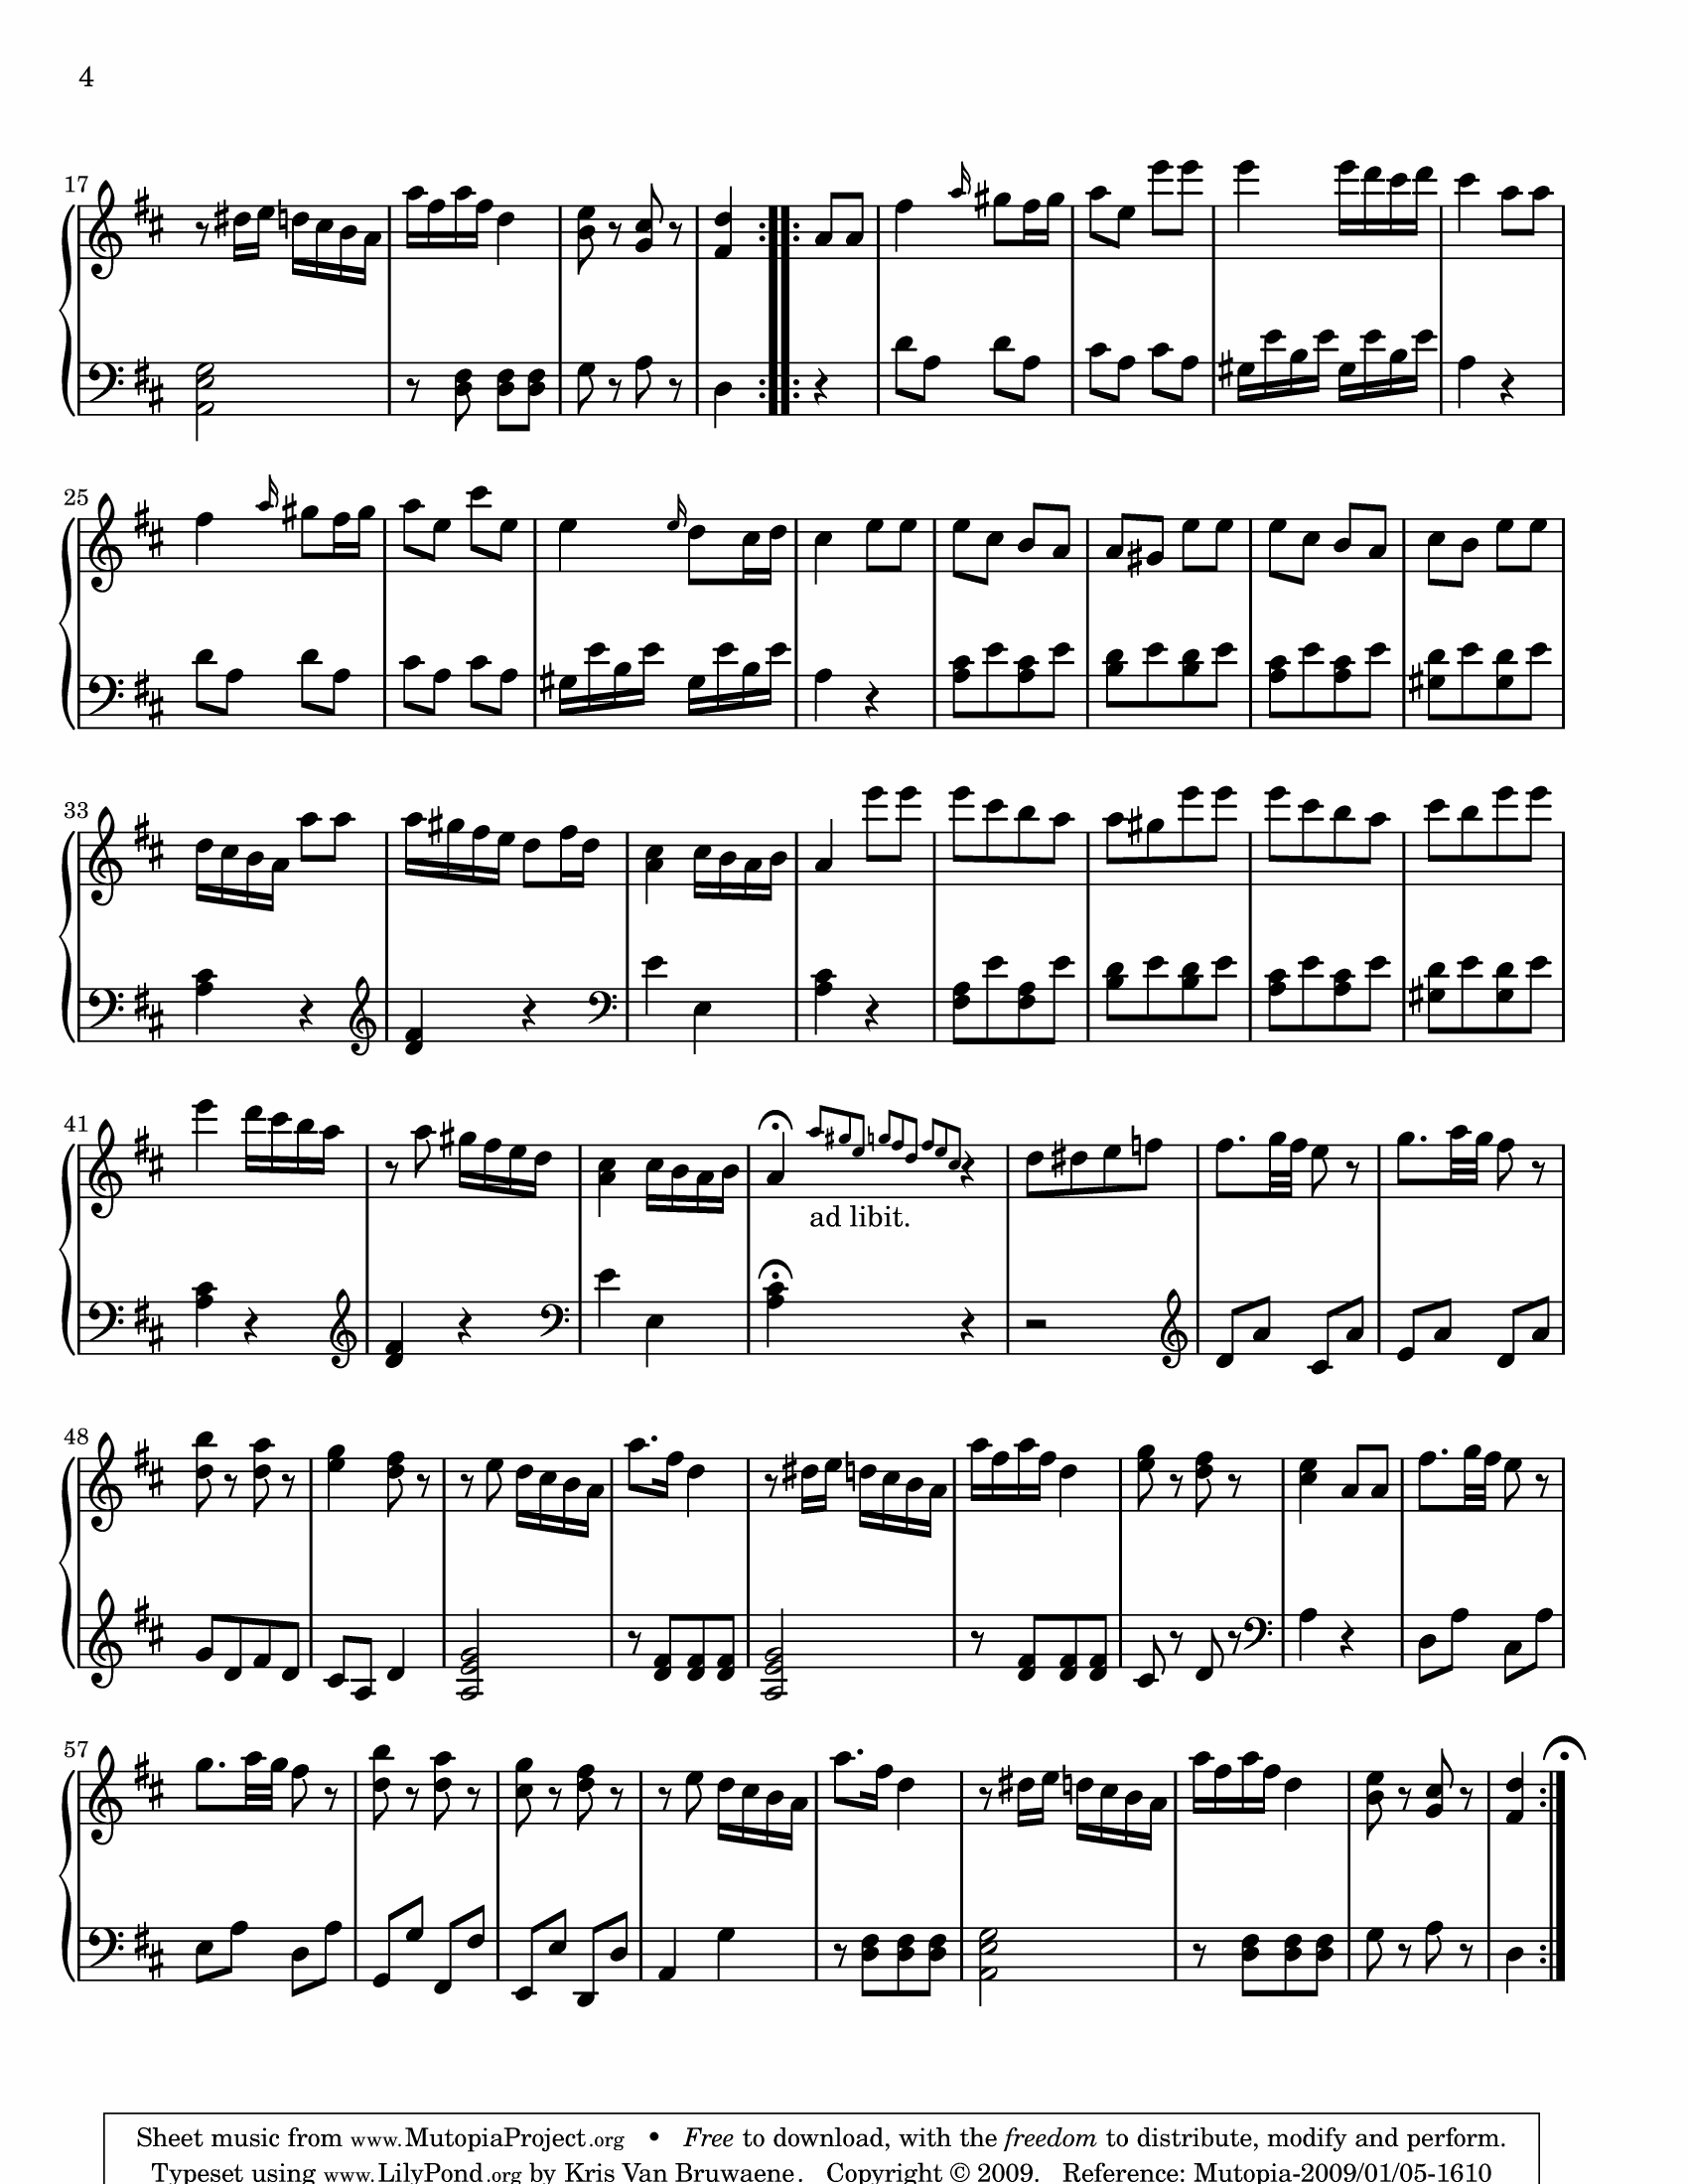 4
17
25
33
41
ad libit.
48
57
Sheet music from www.MutopiaProject.org • Free to download, with the freedom to distribute, modify and perform.
Typeset using www.LilyPond.org by Kris Van Bruwaene. Copyright © 2009. Reference: Mutopia-2009/01/05-1610